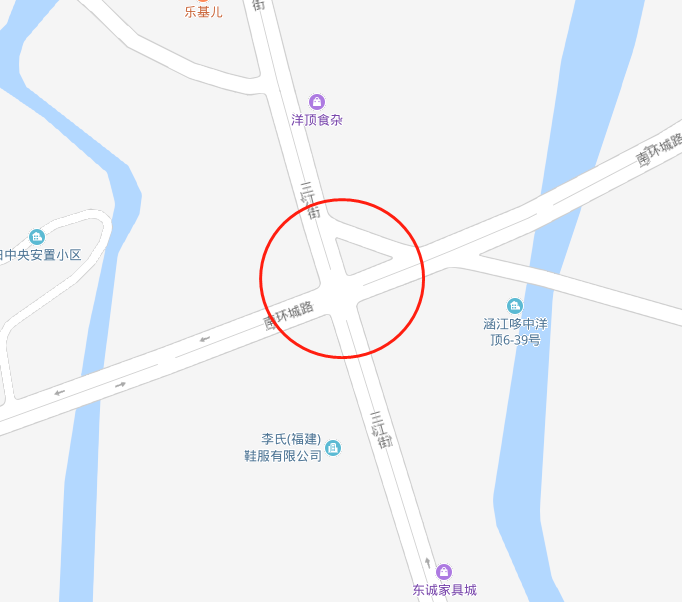 街
乐基儿
洋顶食杂
南环城路
三江街
中央安置小区
南环城路
涵江哆中洋
顶6-39号
三江街
李氏(福建)
鞋服有限公司
东诚家具城